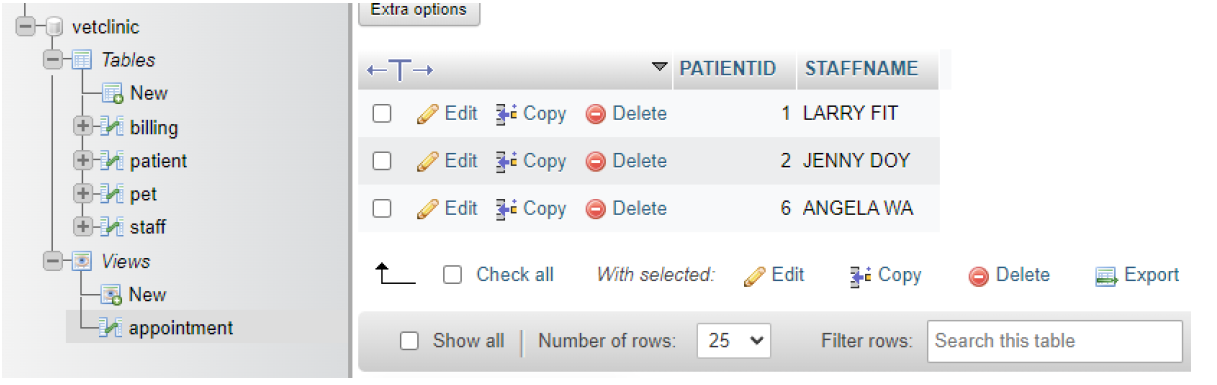 vetclinic
Tables
New
billing
patient
pet
staff
Views
New
appointment
Extra options
←T→ PATIENTID STAFFNAME
Edit Copy Delete 1 LARRY FIT
Edit Copy Delete 2 JENNY DOY
Edit Copy Delete 6 ANGELA WA
Check all With selected: Edit Copy Delete Export
Show all Number of rows: 25 Filter rows: Search this table